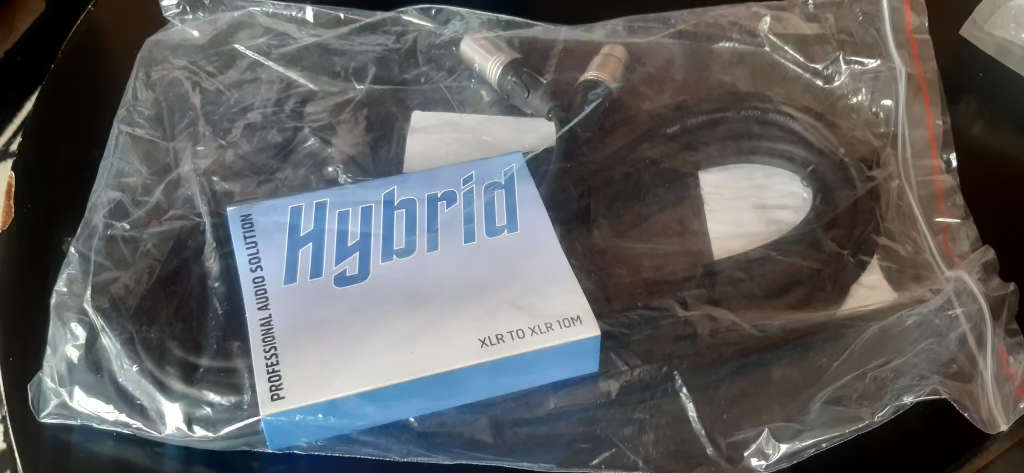 Hybrid
PROFESSIONAL AUDIO SOLUTION
XLR TO XLR 10M